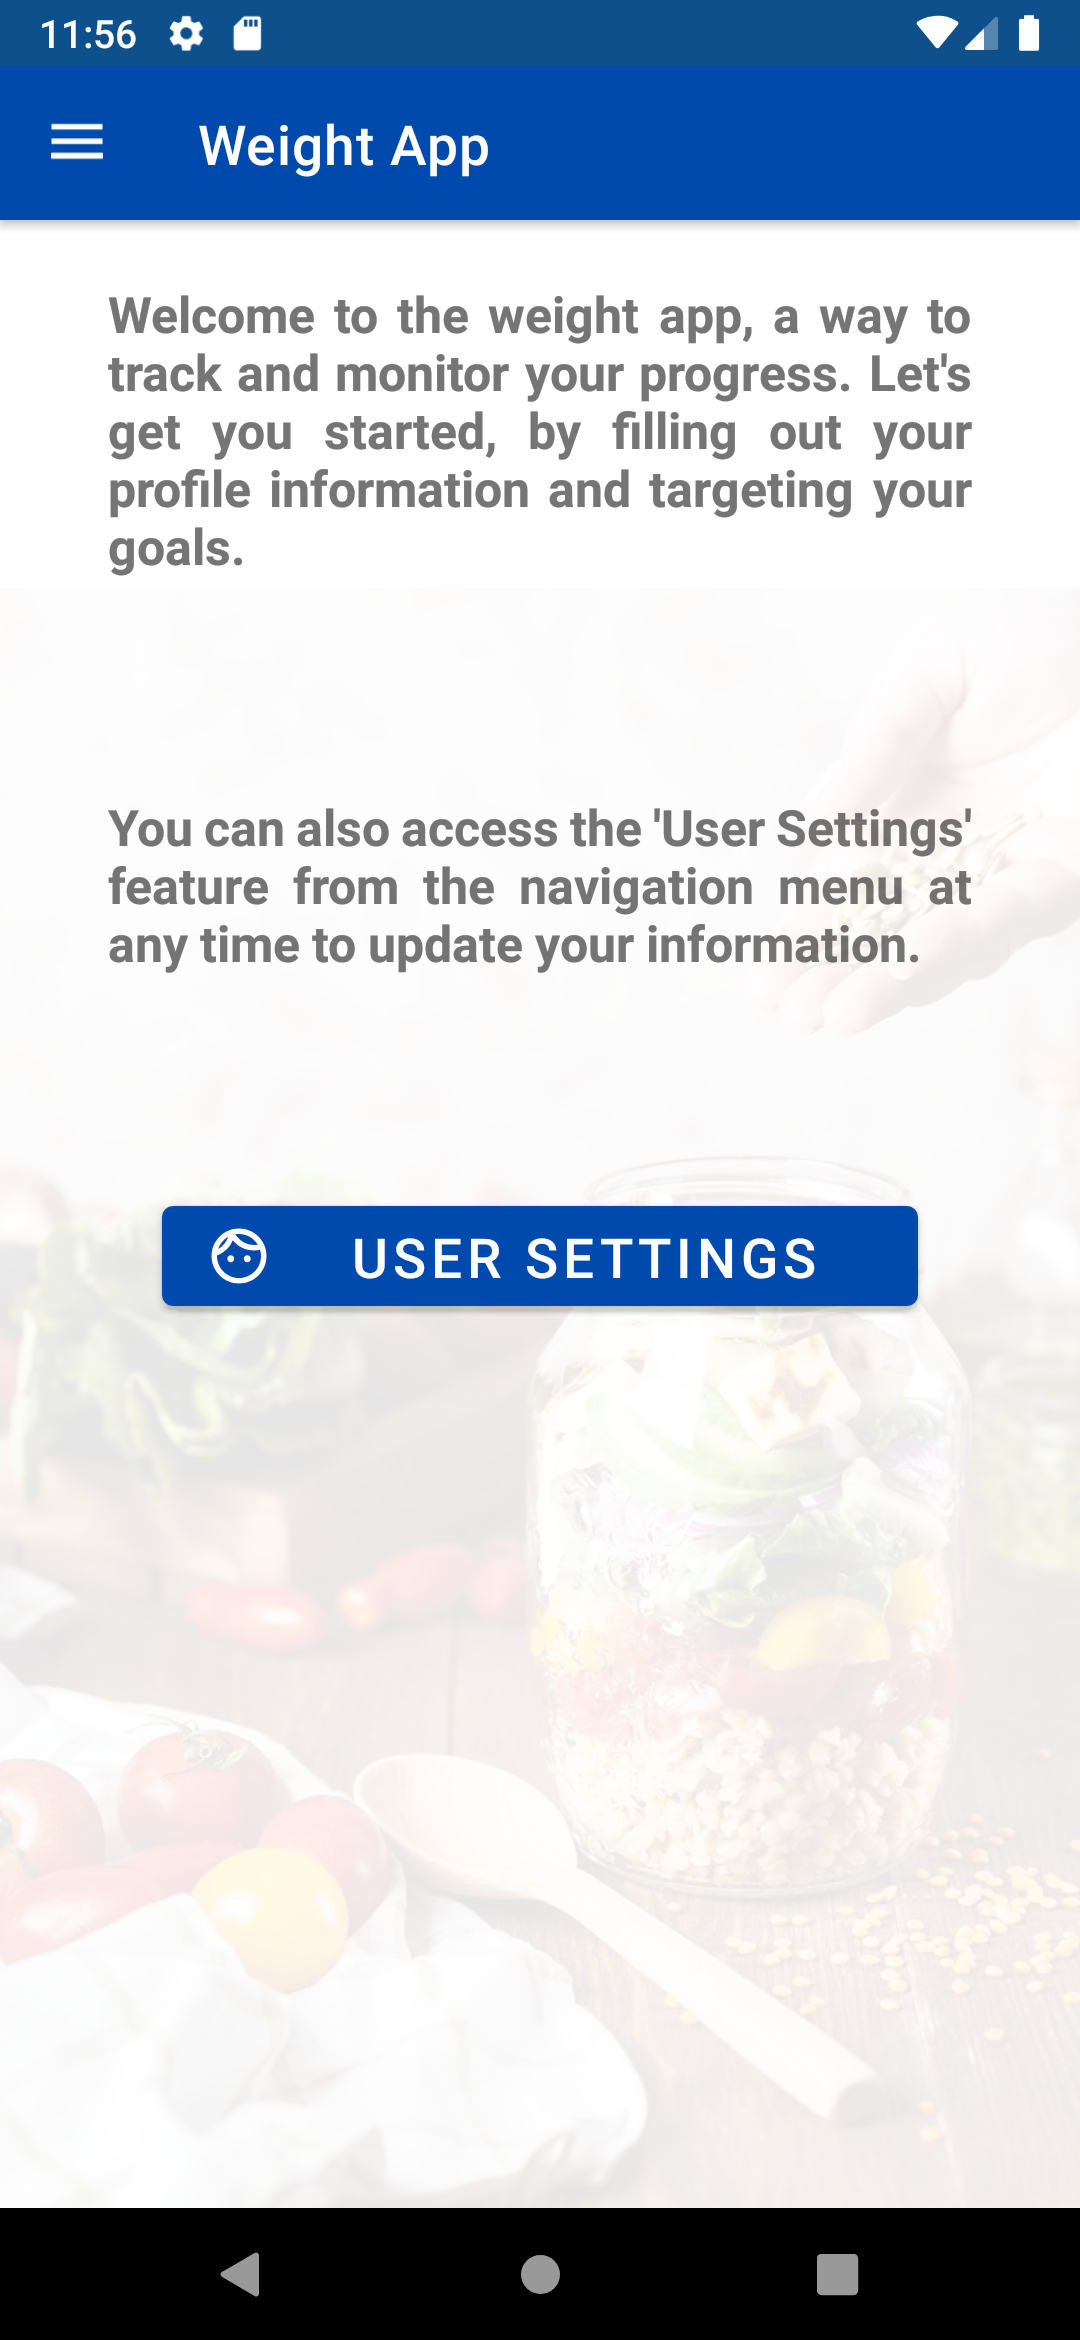 11:56
Weight App
Welcome to the weight app, a way to
track and monitor your progress. Let's
get you started, by filling out your
profile information and targeting your
goals.
You can also access the 'User Settings'
feature from the navigation menu at
any time to update your information.
USER SETTINGS